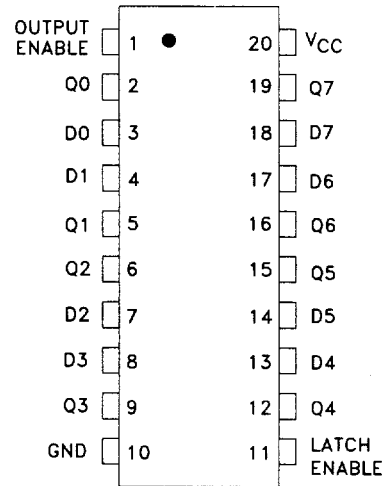 OUTPUT
ENABLE 1 20 VCC
Q0 2 19 Q7
D0 3 18 D7
D1 4 17 D6
Q1 5 16 Q6
Q2 6 15 Q5
D2 7 14 D5
D3 8 13 D4
Q3 9 12 Q4
GND 10 11 LATCH
ENABLE